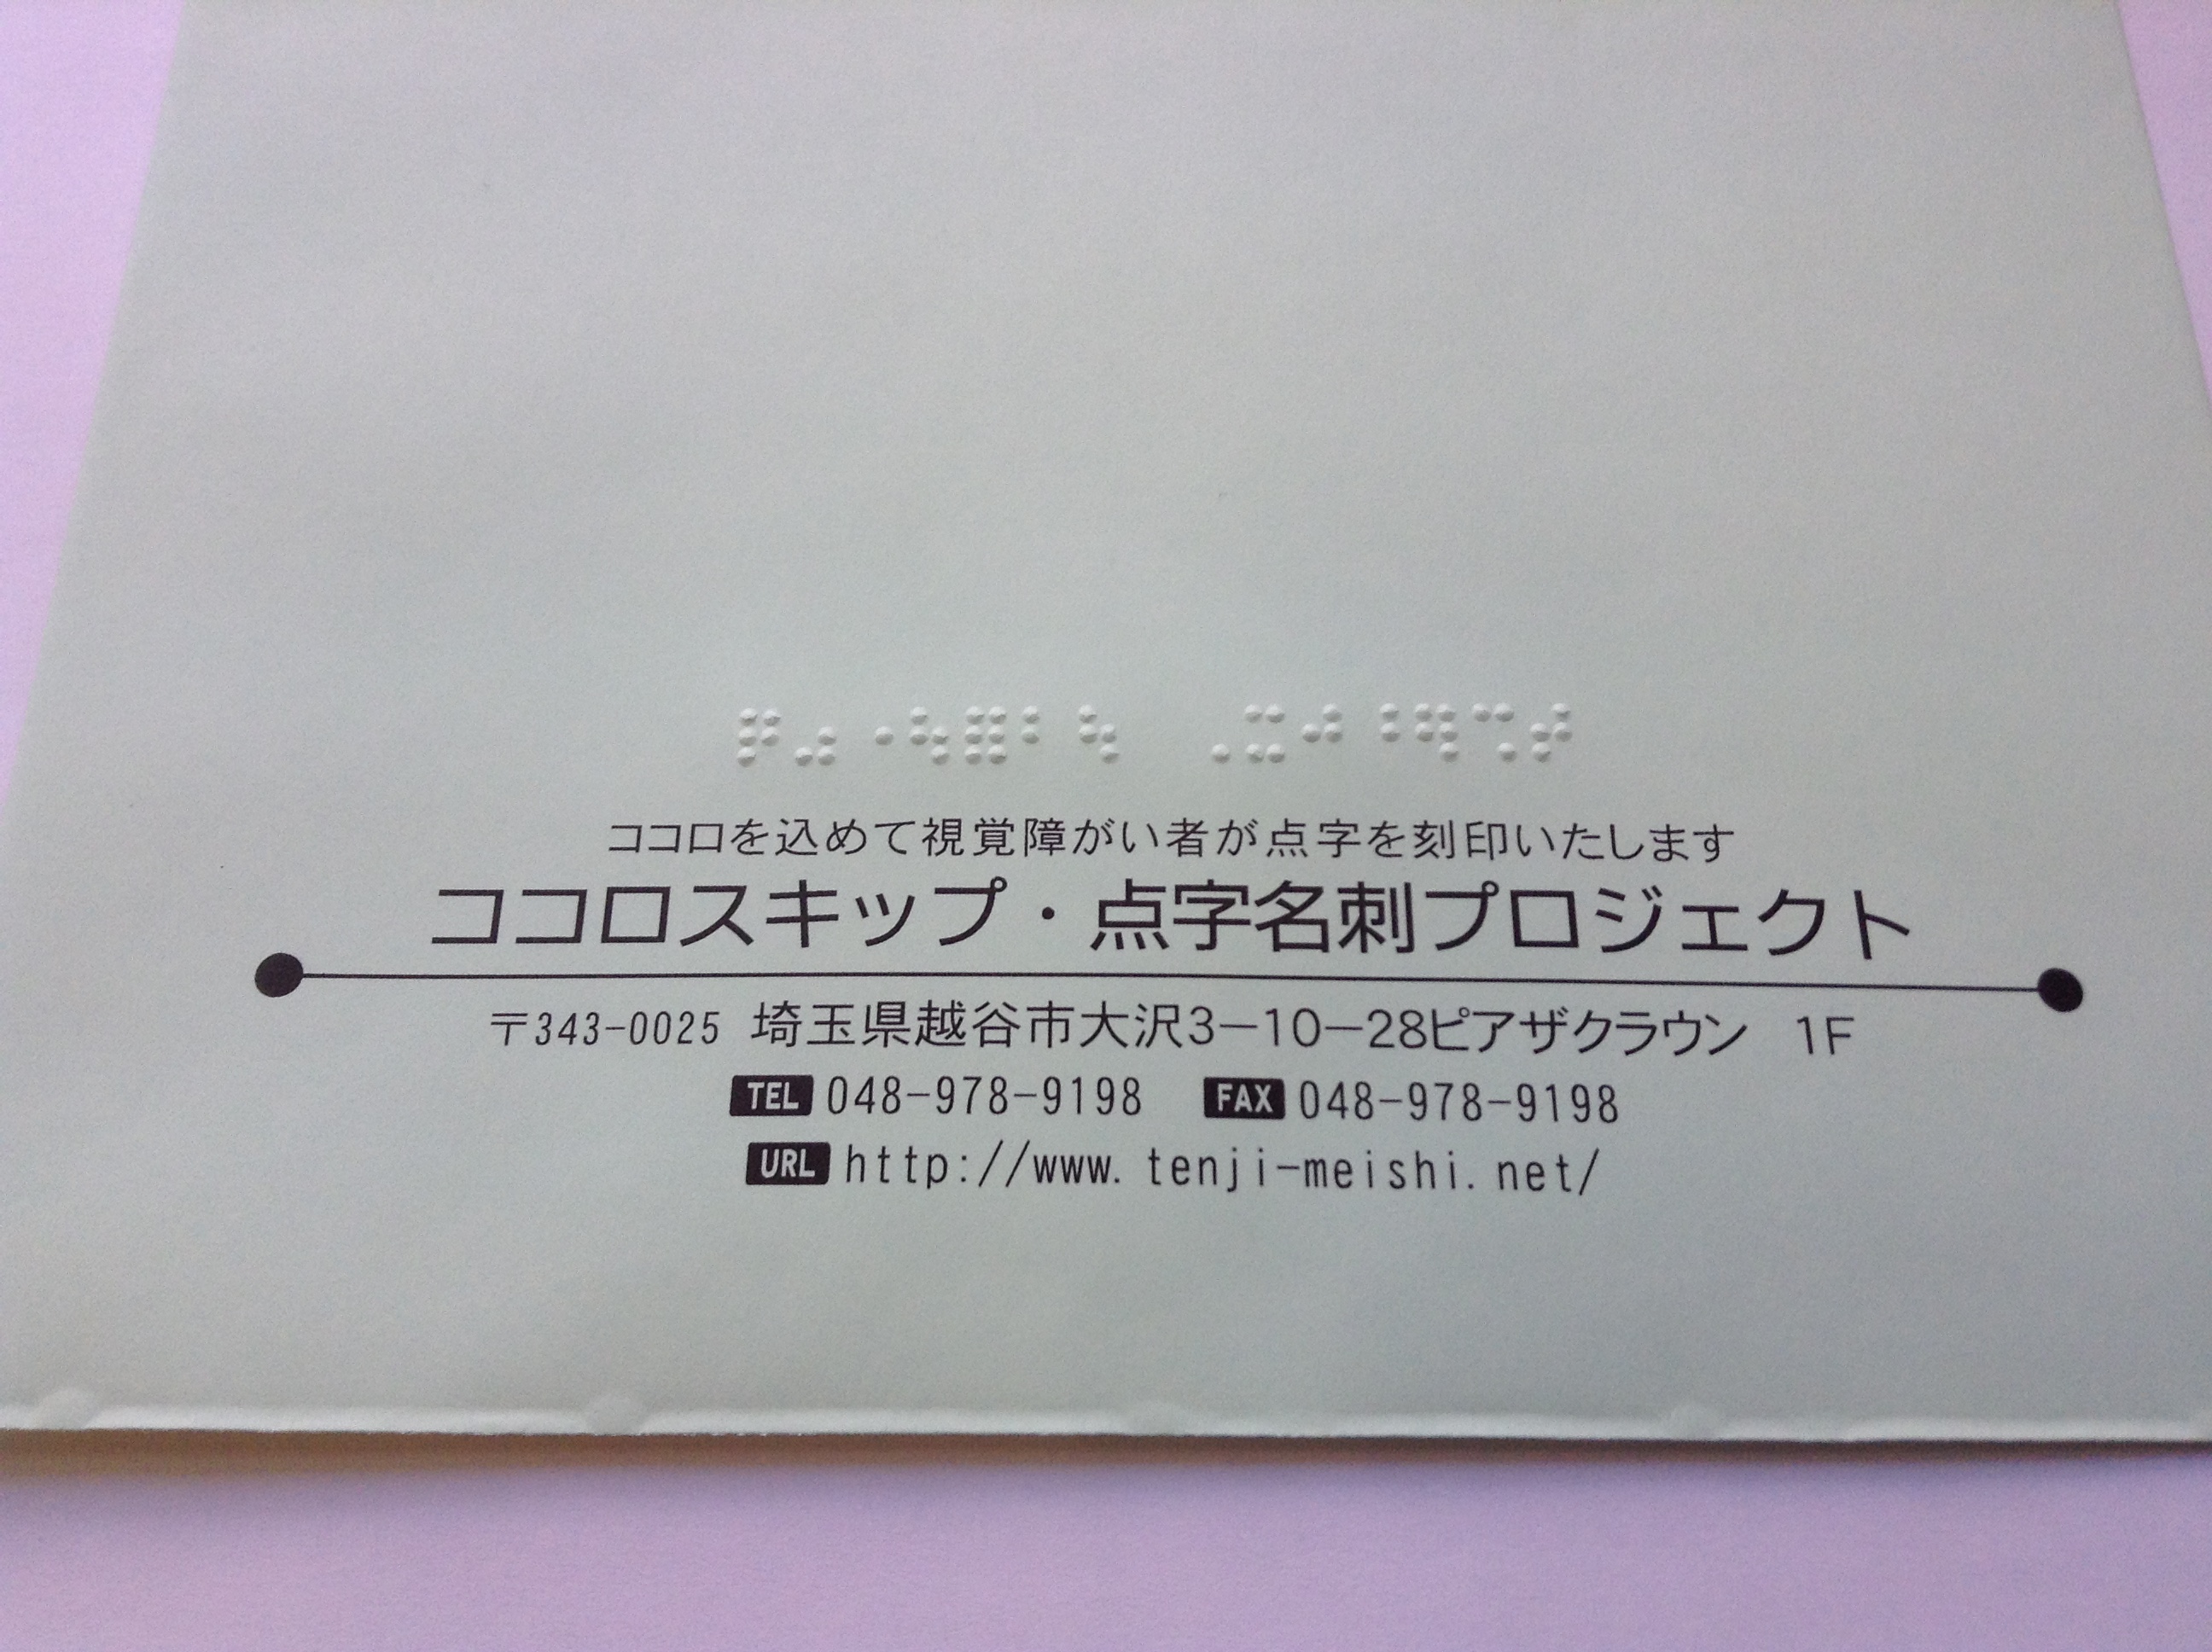 ⠟⠴⠐⠳⠿⠃⠳ ⠠⠭⠚⠘⠻⠩⠞
ココロを込めて視覚障がい者が点字を刻印いたします
ココロスキップ・点字名刺プロジェクト
〒343-0025 埼玉県越谷市大沢3−10−28ピアザクラウン 1F
TEL 048-978-9198 FAX 048-978-9198
URL http://www.tenji-meishi.net/